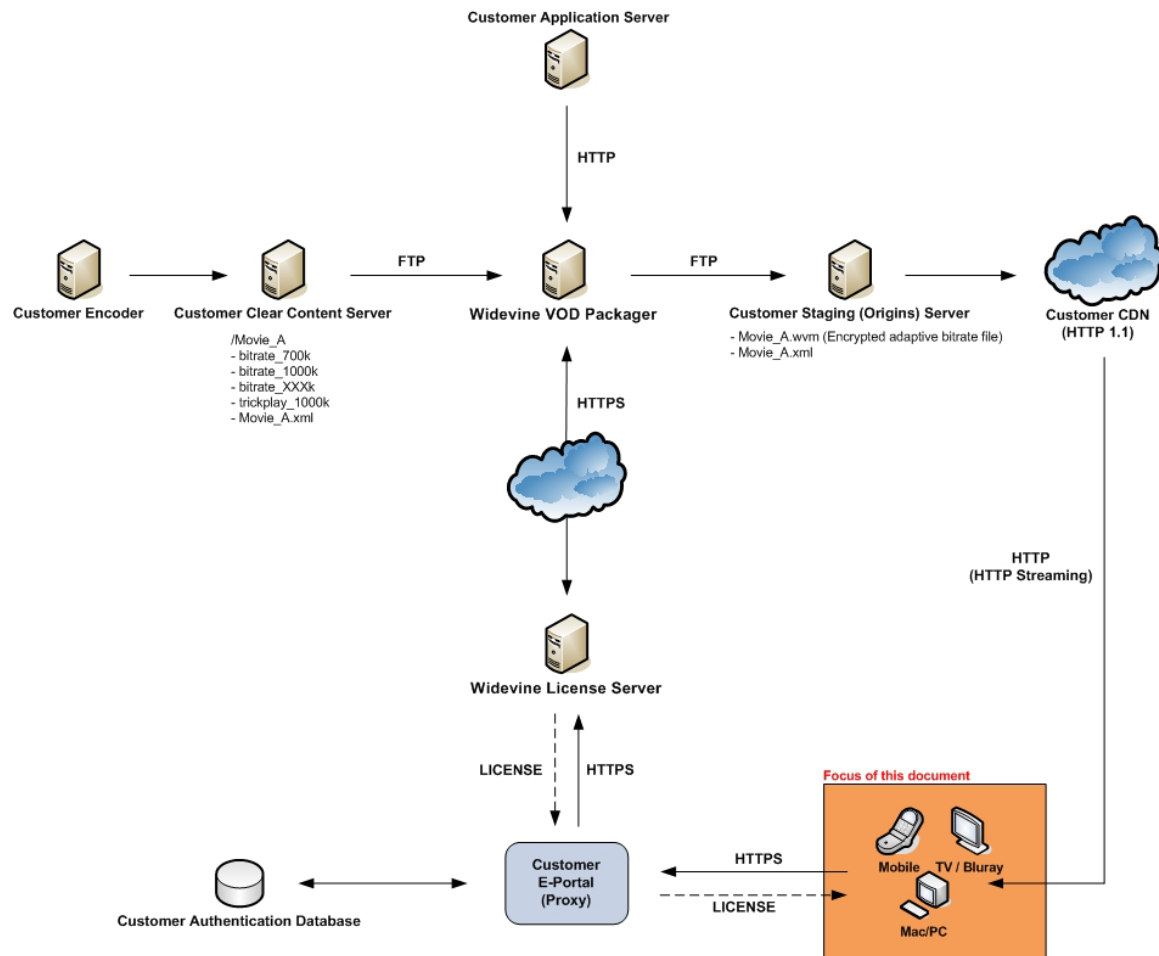 Customer Application Server
HTTP
FTP
FTP
Customer Encoder
Customer Clear Content Server
Widevine VOD Packager
Customer Staging (Origins) Server
Customer CDN
(HTTP 1.1)
/Movie_A
- bitrate_700k
- bitrate_1000k
- bitrate_XXXk
- trickplay_1000k
- Movie_A.xml
- Movie_A.wvm (Encrypted adaptive bitrate file)
- Movie_A.xml
HTTPS
HTTP
(HTTP Streaming)
Widevine License Server
LICENSE
HTTPS
Focus of this document
Mobile
TV / Bluray
Mac/PC
HTTPS
LICENSE
Customer
E-Portal
(Proxy)
Customer Authentication Database